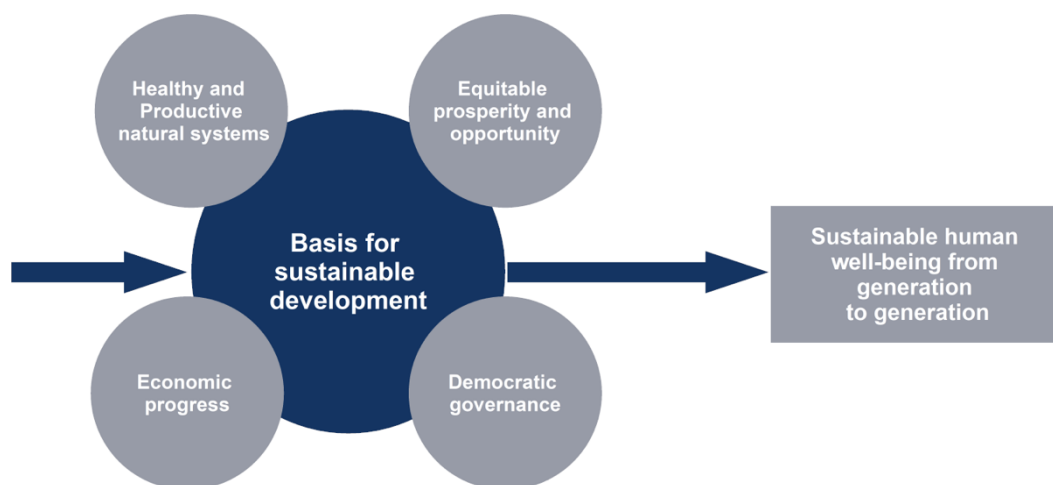 Healthy and
Productive
natural systems
Equitable
prosperity and
opportunity
Basis for
sustainable
development
Sustainable human
well-being from
generation
to generation
Economic
progress
Democratic
governance